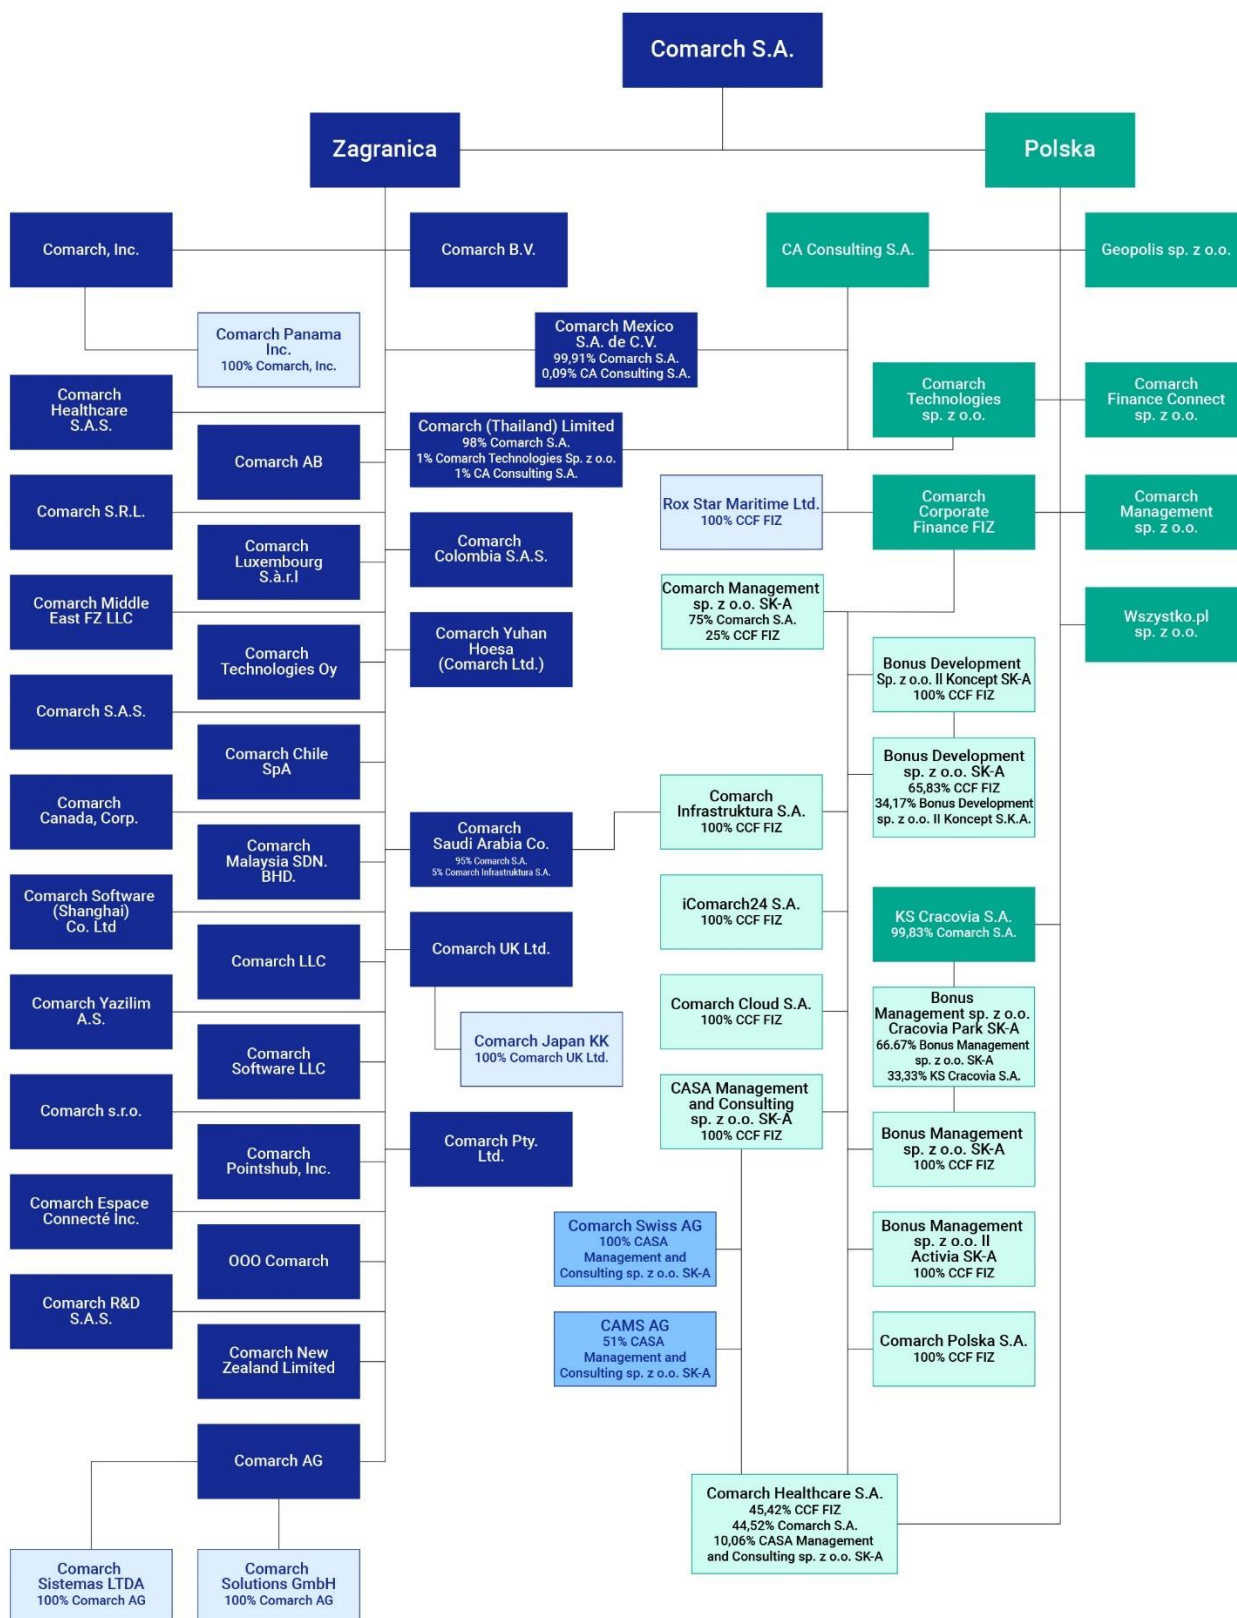 Comarch S.A.
Zagranica
Polska
Comarch, Inc.
Comarch B.V.
CA Consulting S.A.
Geopolis sp. z o.o.
Comarch Panama
Inc.
100% Comarch, Inc.
Comarch Mexico
S.A. de C.V.
99,91% Comarch S.A.
0,09% CA Consulting S.A.
Comarch
Healthcare
S.A.S.
Comarch
Technologies
sp. z o.o.
Comarch
Finance Connect
sp. z o.o.
Comarch AB
Comarch (Thailand) Limited
98% Comarch S.A.
1% Comarch Technologies Sp. z o.o.
1% CA Consulting S.A.
Comarch S.R.L.
Rox Star Maritime Ltd.
100% CCF FIZ
Comarch
Corporate
Finance FIZ
Comarch
Management
sp. z o.o.
Comarch
Luxembourg
S.à.r.l
Comarch
Colombia S.A.S.
Comarch Middle
East FZ LLC
Comarch Management
sp. z o.o. SK-A
75% Comarch S.A.
25% CCF FIZ
Wszystko.pl
sp. z o.o.
Comarch
Technologies Oy
Comarch Yuhan
Hoesa
(Comarch Ltd.)
Bonus Development
Sp. z o.o. II Koncept SK-A
100% CCF FIZ
Comarch S.A.S.
Comarch Chile
SpA
Bonus Development
sp. z o.o. SK-A
65,83% CCF FIZ
34,17% Bonus Development
sp. z o.o. II Koncept S.K.A.
Comarch
Canada, Corp.
Comarch
Infrastruktura S.A.
100% CCF FIZ
Comarch
Malaysia SDN.
BHD.
Comarch
Saudi Arabia Co.
95% Comarch S.A.
5% Comarch Infrastruktura S.A.
Comarch Software
(Shanghai)
Co. Ltd
iComarch24 S.A.
100% CCF FIZ
KS Cracovia S.A.
99,83% Comarch S.A.
Comarch LLC
Comarch UK Ltd.
Comarch Yazilim
A.S.
Comarch Cloud S.A.
100% CCF FIZ
Bonus
Management sp. z o.o.
Cracovia Park SK-A
66.67% Bonus Management
sp. z o.o. SK-A
33,33% KS Cracovia S.A.
Comarch
Software LLC
Comarch Japan KK
100% Comarch UK Ltd.
Comarch s.r.o.
CASA Management
and Consulting
sp. z o.o. SK-A
100% CCF FIZ
Comarch
Pointshub, Inc.
Comarch Pty.
Ltd.
Bonus Management
sp. z o.o. SK-A
100% CCF FIZ
Comarch Espace
Connecté Inc.
OOO Comarch
Comarch Swiss AG
100% CASA
Management and
Consulting sp. z o.o. SK-A
Bonus Management
sp. z o.o. II
Activia SK-A
100% CCF FIZ
Comarch R&D
S.A.S.
Comarch New
Zealand Limited
CAMS AG
51% CASA
Management and
Consulting sp. z o.o. SK-A
Comarch Polska S.A.
100% CCF FIZ
Comarch AG
Comarch Healthcare S.A.
45,42% CCF FIZ
44,52% Comarch S.A.
10,06% CASA Management
and Consulting sp. z o.o. SK-A
Comarch
Sistemas LTDA
100% Comarch AG
Comarch
Solutions GmbH
100% Comarch AG